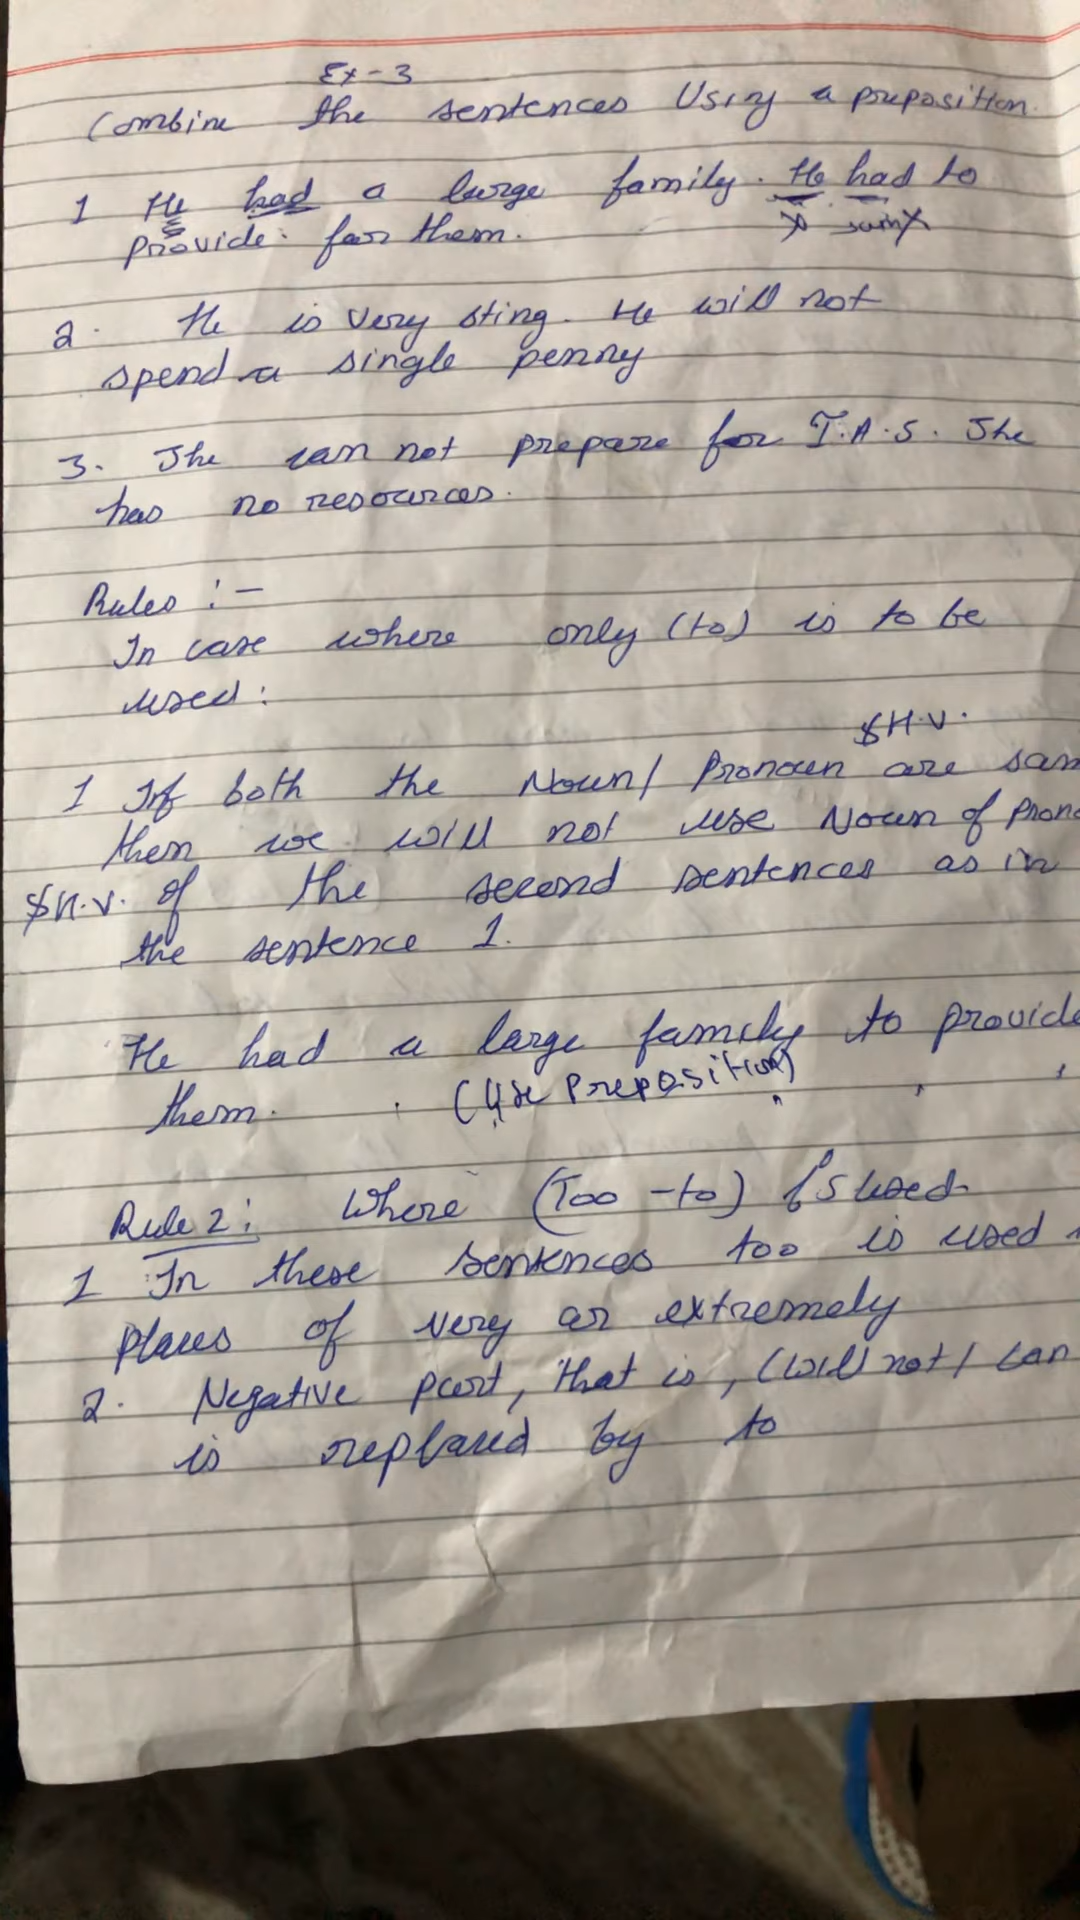 Ex-3
Combine the sentences Using a preposition.
1 He had a large family. He had to
X same X
provide for them.
2. He is very sting. He will not
spend a single penny
3. She can not prepare for I.A.S. She
has no resources.
Rules :-
In case where only (to) is to be
used :
$H.V.
1 If both the Noun/ Pronoun are sam
then we will not use Noun of Prono
$H.V. of the second sentences as in
the sentence 1.
He had a large family to provide
them. (Use Preposition)
Rule 2: Where (Too -to) is used
1 In these sentences too is used
places of very or extremely
2. Negative part, that is, (will not/ can
is replaced by to